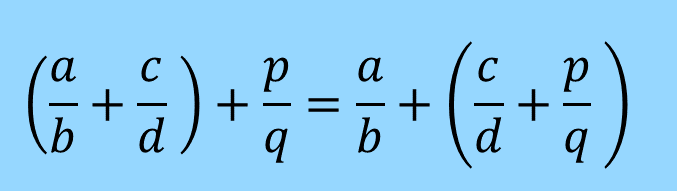 (a/b + c/d) + p/q = a/b + (c/d + p/q)